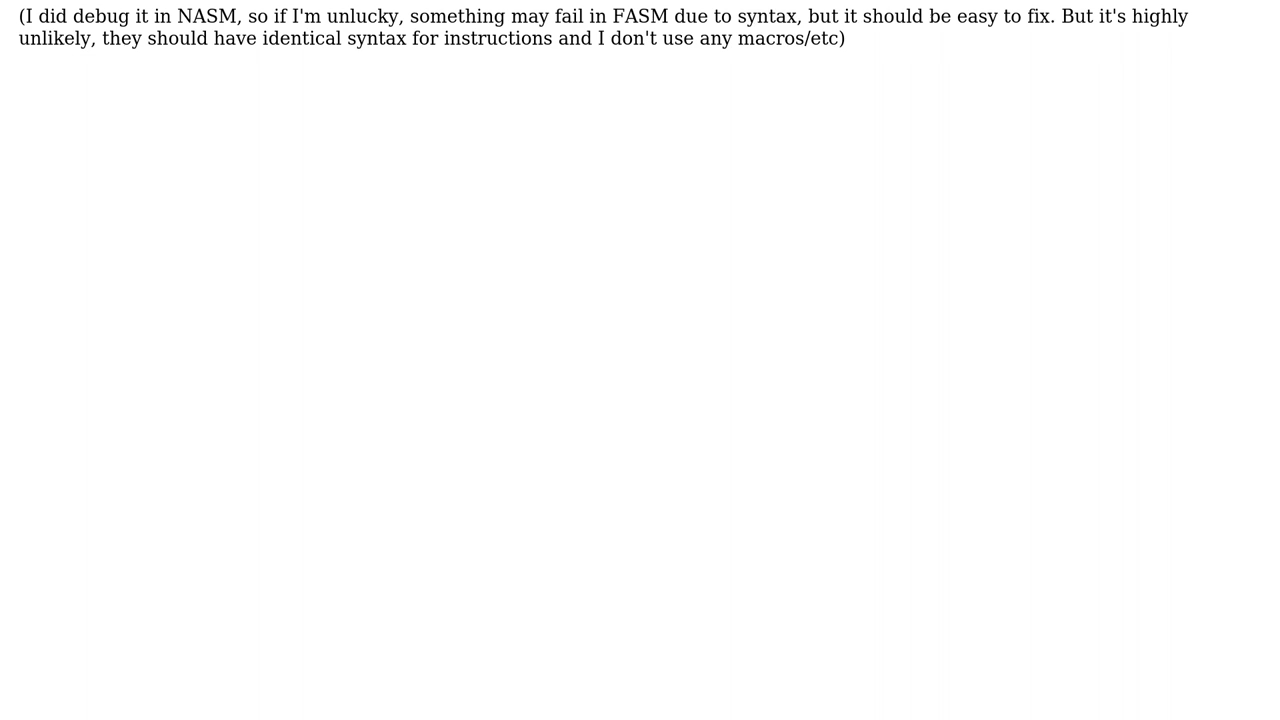 (I did debug it in NASM, so if I'm unlucky, something may fail in FASM due to syntax, but it should be easy to fix. But it's highly
unlikely, they should have identical syntax for instructions and I don't use any macros/etc)